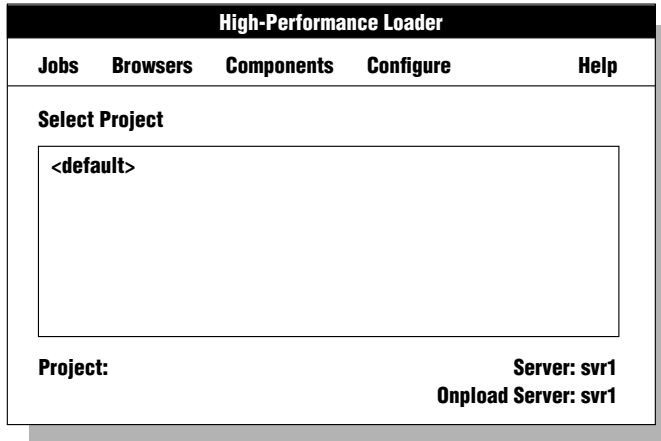 High-Performance Loader
Jobs Browsers Components Configure Help
Select Project
<default>
Project: Server: svr1
Onpload Server: svr1